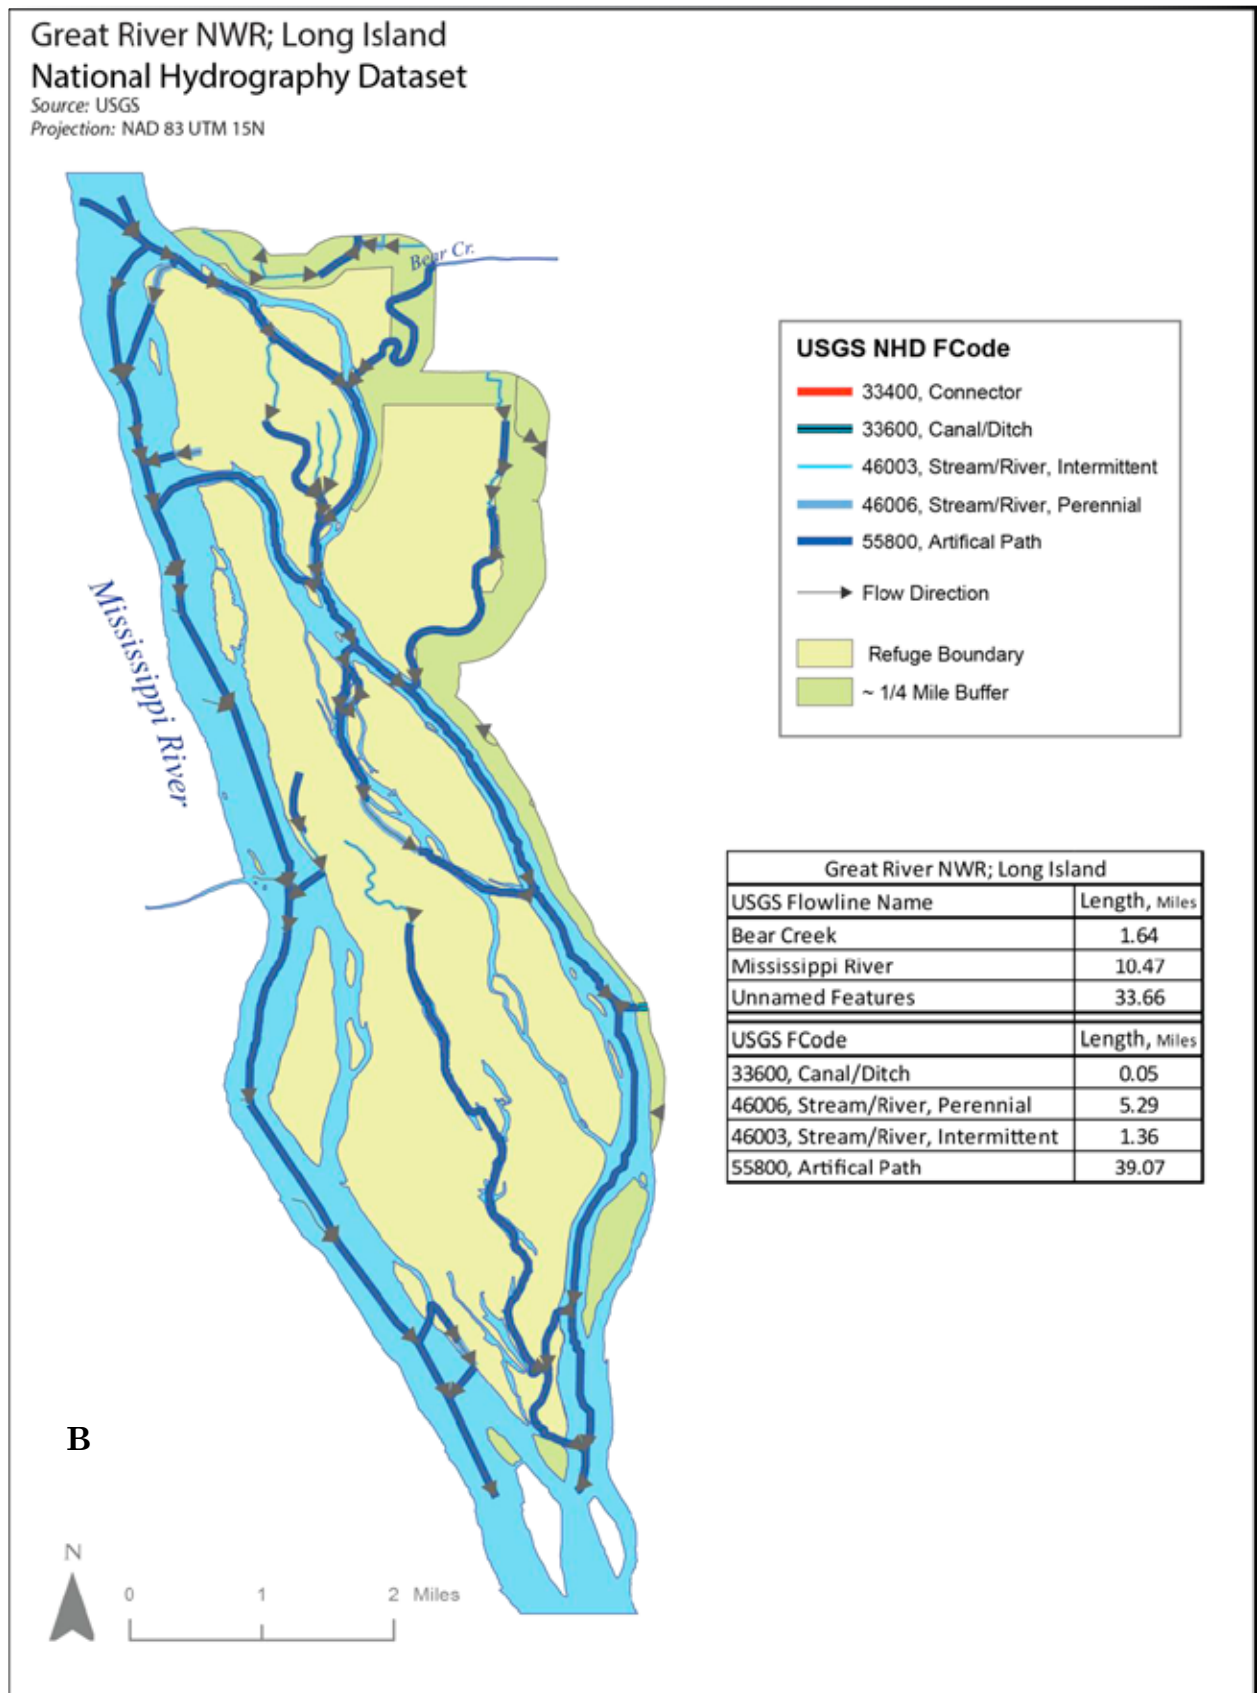 Great River NWR; Long Island
National Hydrography Dataset
Source: USGS
Projection: NAD 83 UTM 15N
Bear Cr.
Mississippi River
USGS NHD FCode
33400, Connector
33600, Canal/Ditch
46003, Stream/River, Intermittent
46006, Stream/River, Perennial
55800, Artifical Path
Flow Direction
Refuge Boundary
~ 1/4 Mile Buffer
Great River NWR; Long Island
USGS Flowline Name Length, Miles
Bear Creek 1.64
Mississippi River 10.47
Unnamed Features 33.66
USGS FCode Length, Miles
33600, Canal/Ditch 0.05
46006, Stream/River, Perennial 5.29
46003, Stream/River, Intermittent 1.36
55800, Artifical Path 39.07
B
N
0 1 2 Miles